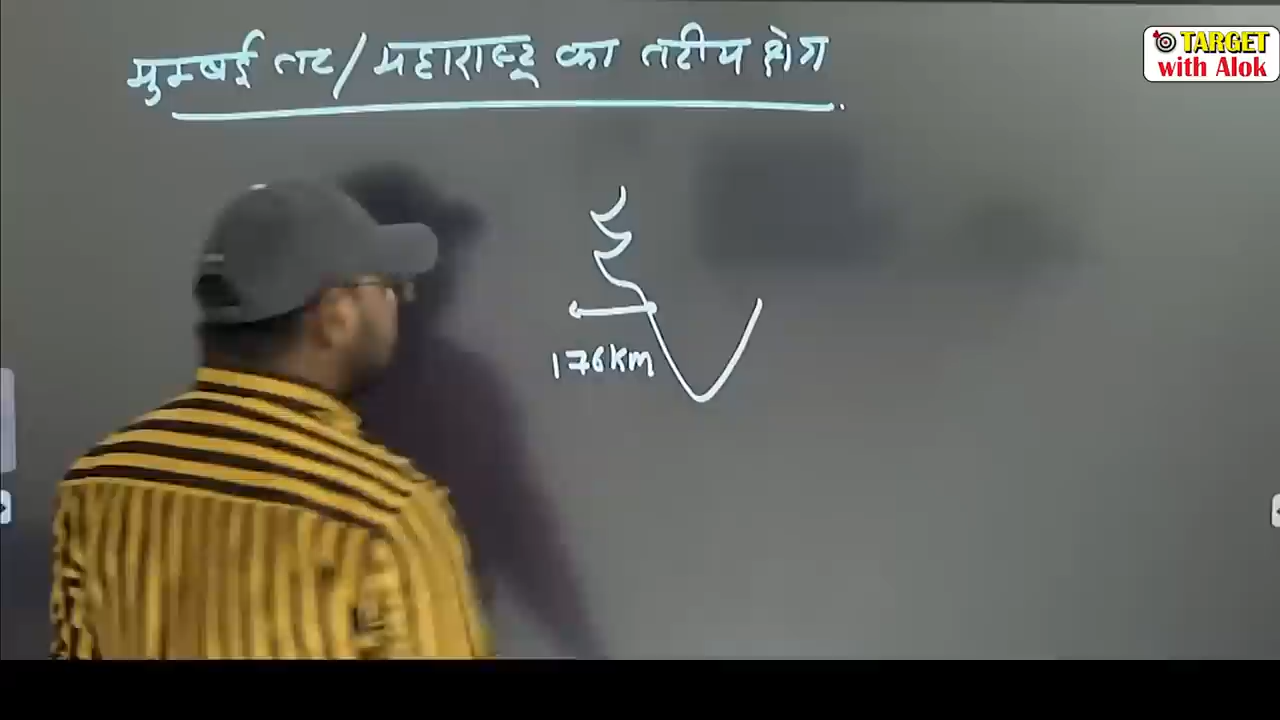 मुम्बई तट/महाराष्ट्र का तटीय क्षेत्र
TARGET
with Alok
176km